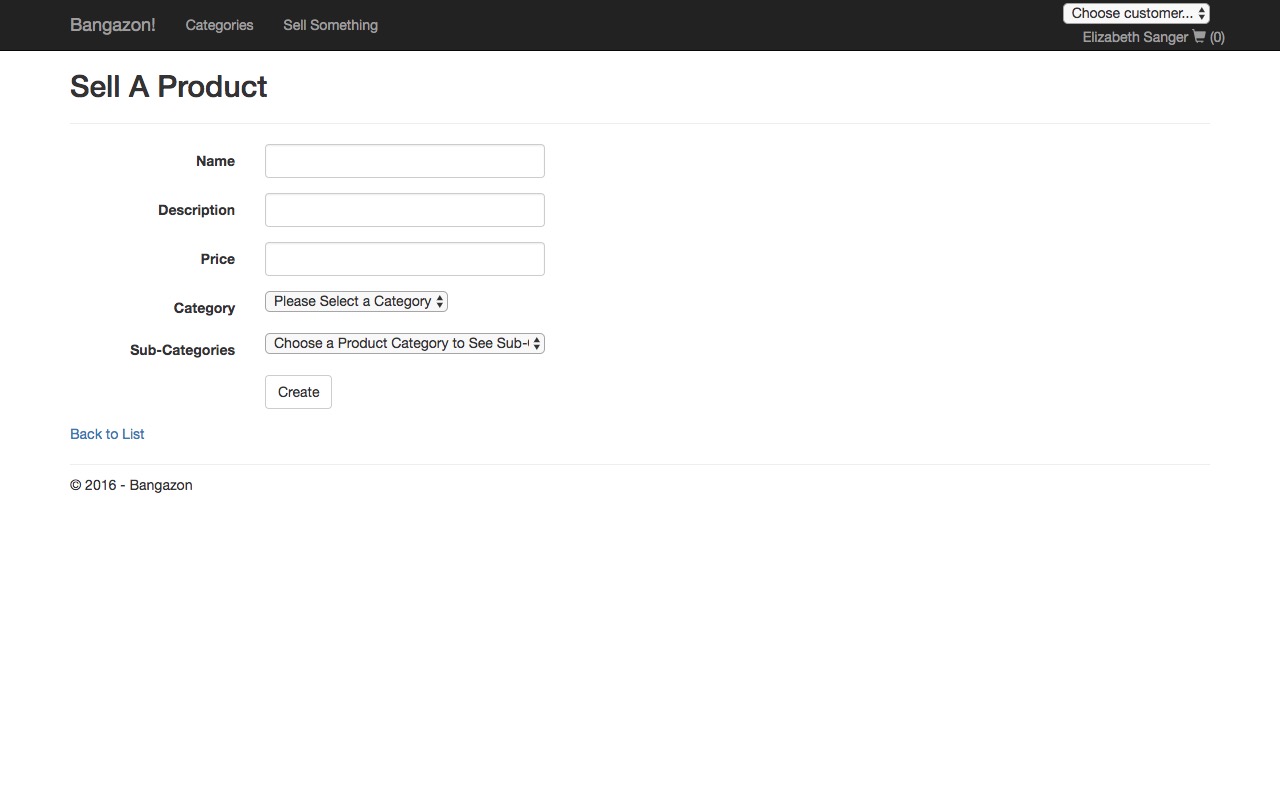 Bangazon! Categories Sell Something Choose customer...
Elizabeth Sanger (0)
Sell A Product
Name
Description
Price
Category Please Select a Category
Sub-Categories Choose a Product Category to See Sub-
Create
Back to List
© 2016 - Bangazon